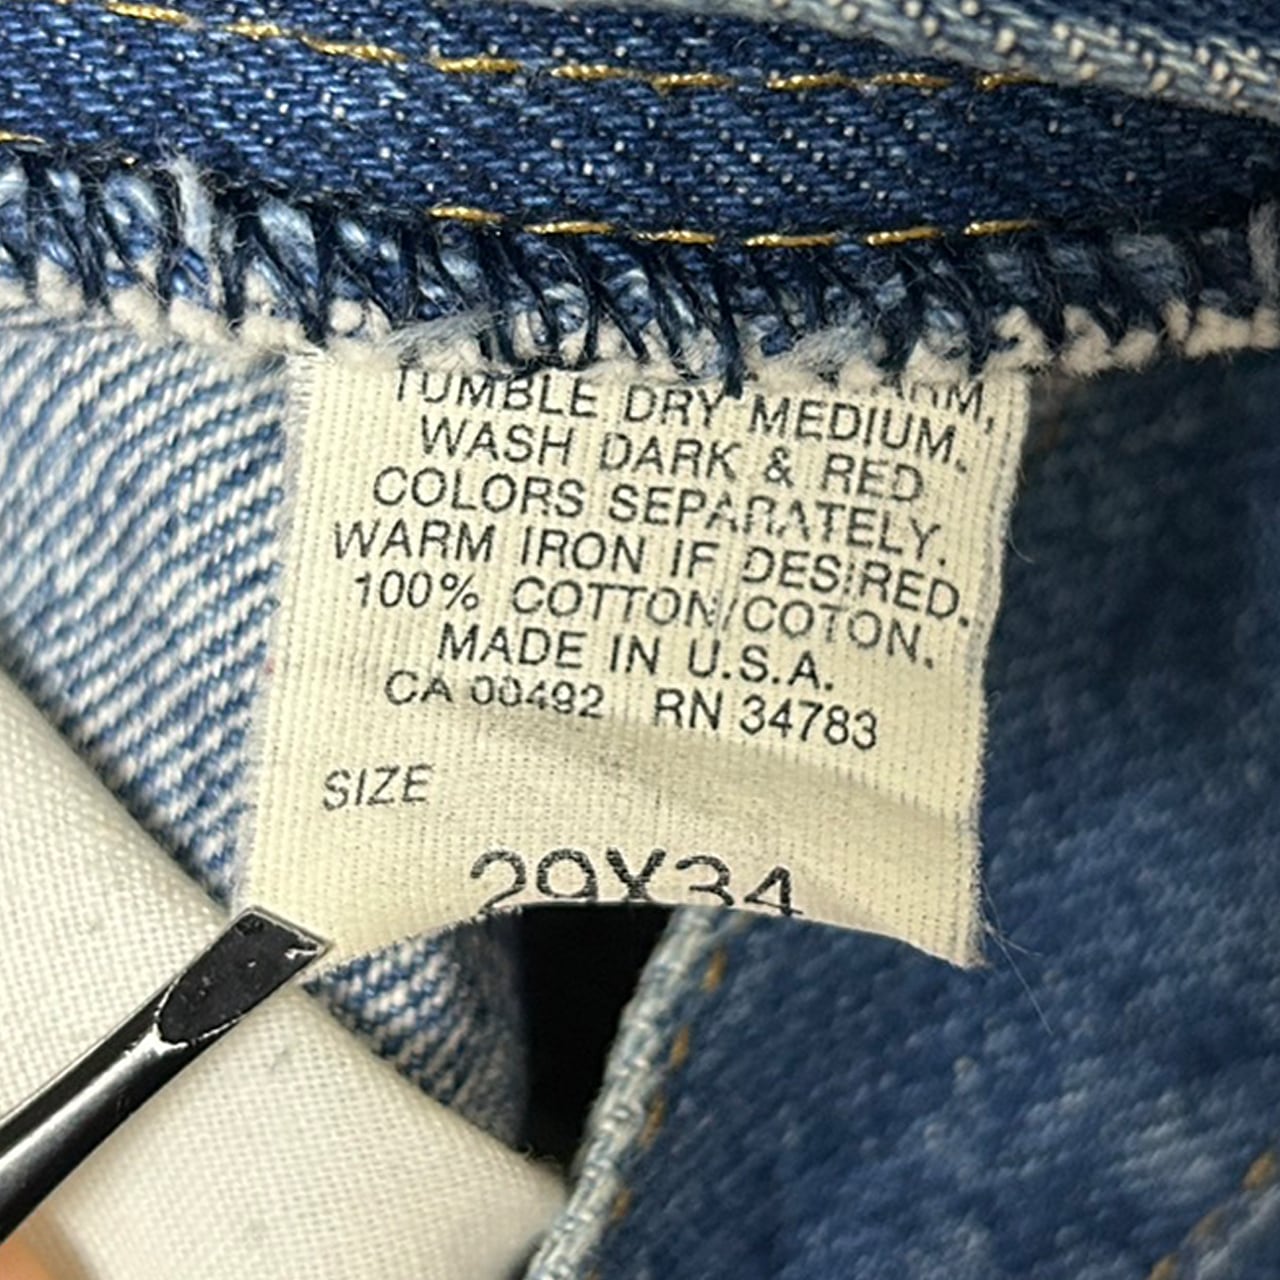 TUMBLE DRY MEDIUM.
WASH DARK & RED
COLORS SEPARATELY.
WARM IRON IF DESIRED.
100% COTTON/COTON.
MADE IN U.S.A.
CA 00492 RN 34783
SIZE
29X34